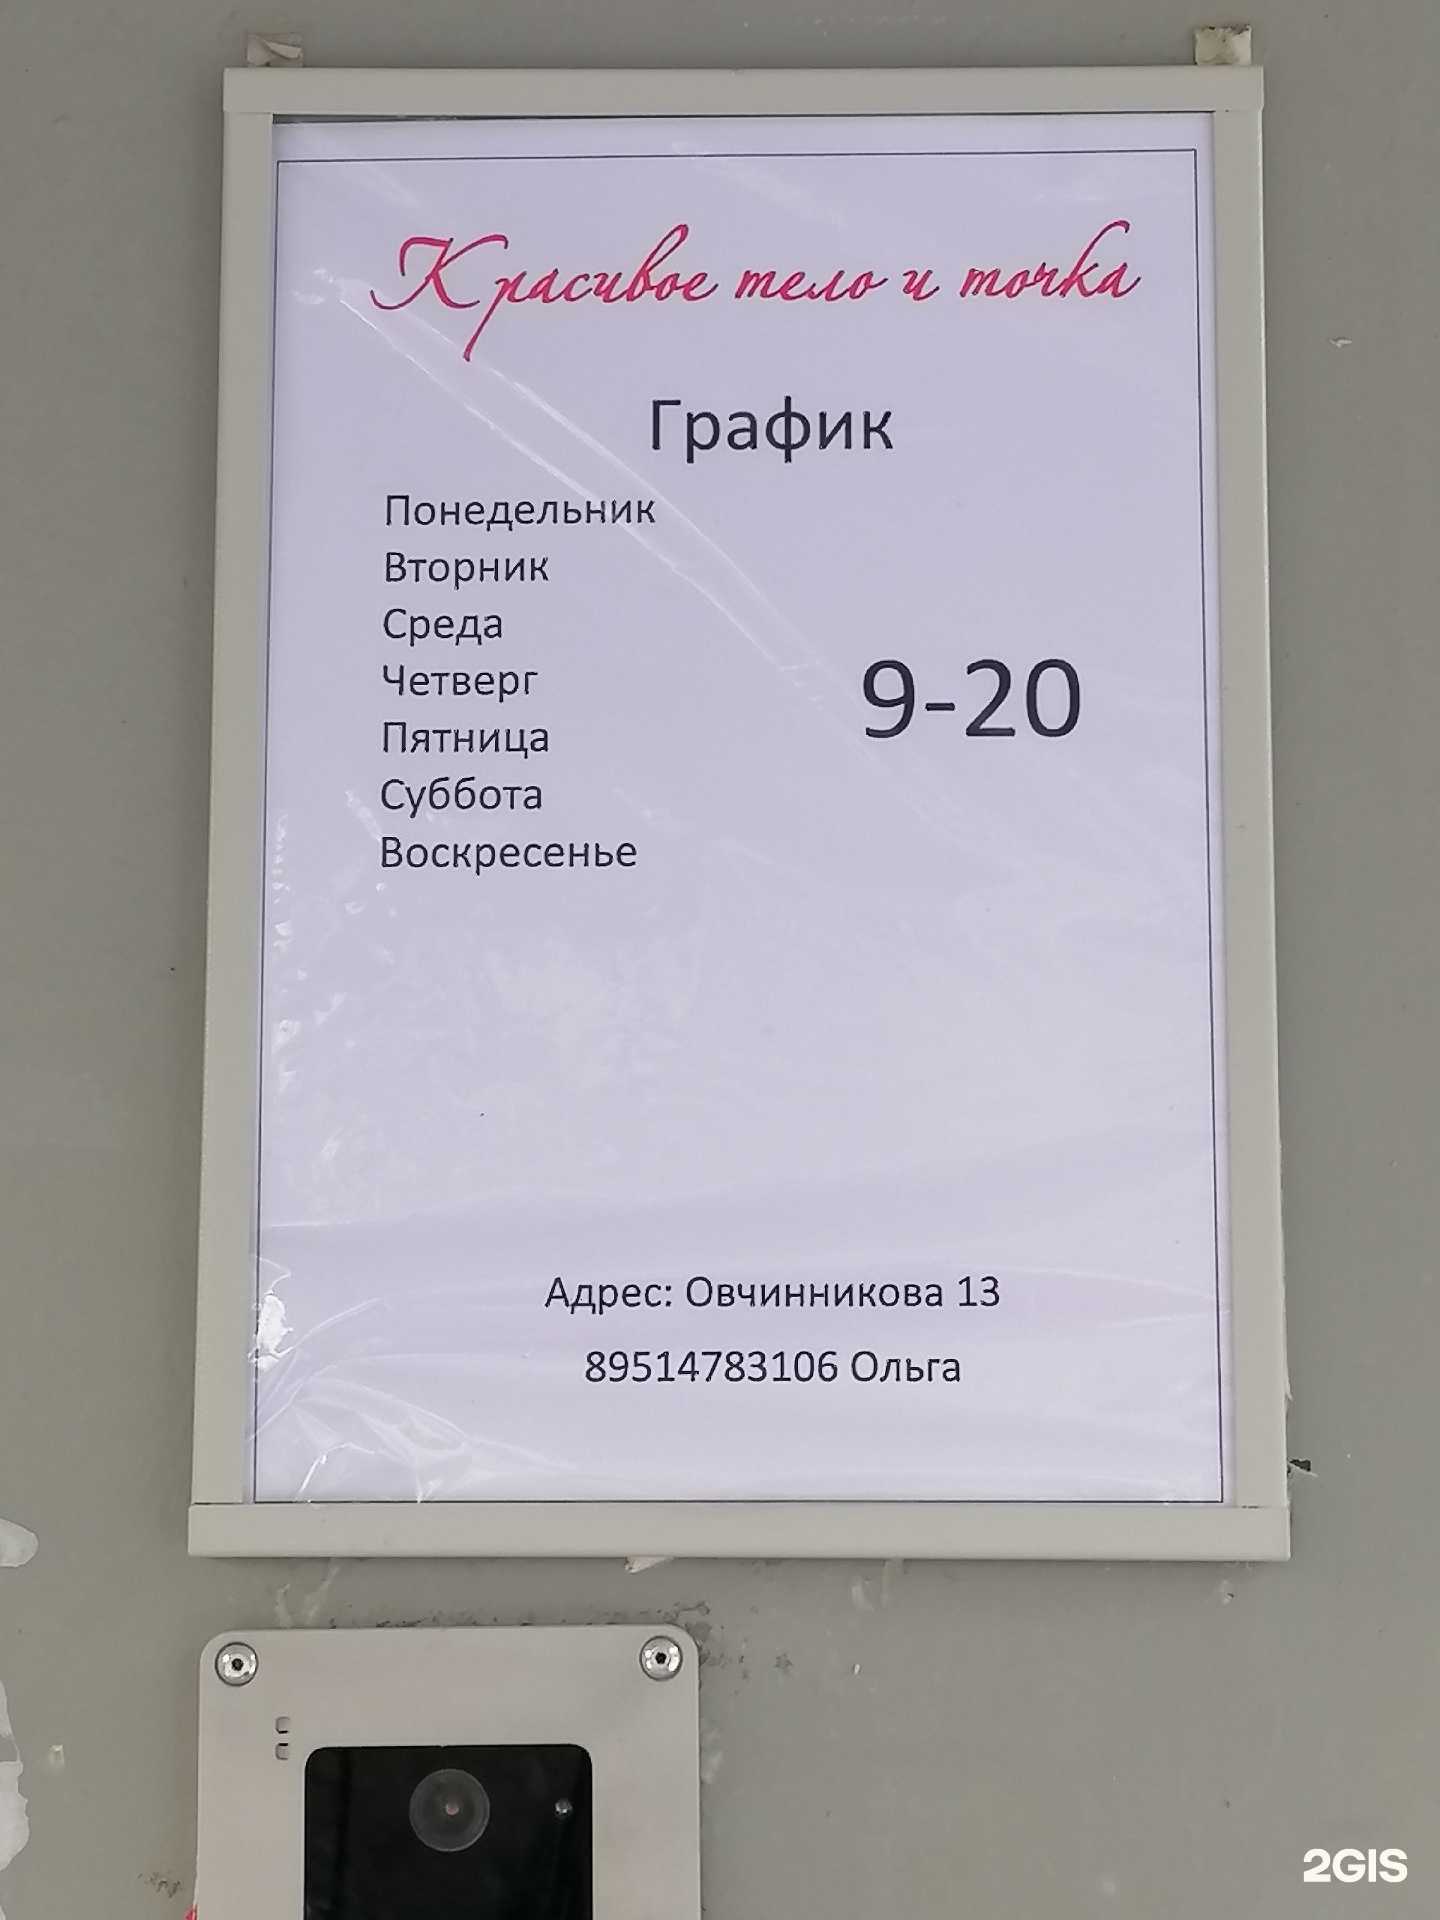 Красивое тело и точка
График
Понедельник
Вторник
Среда
Четверг
Пятница
Суббота
Воскресенье
9-20
Адрес: Овчинникова 13
89514783106 Ольга
2GIS